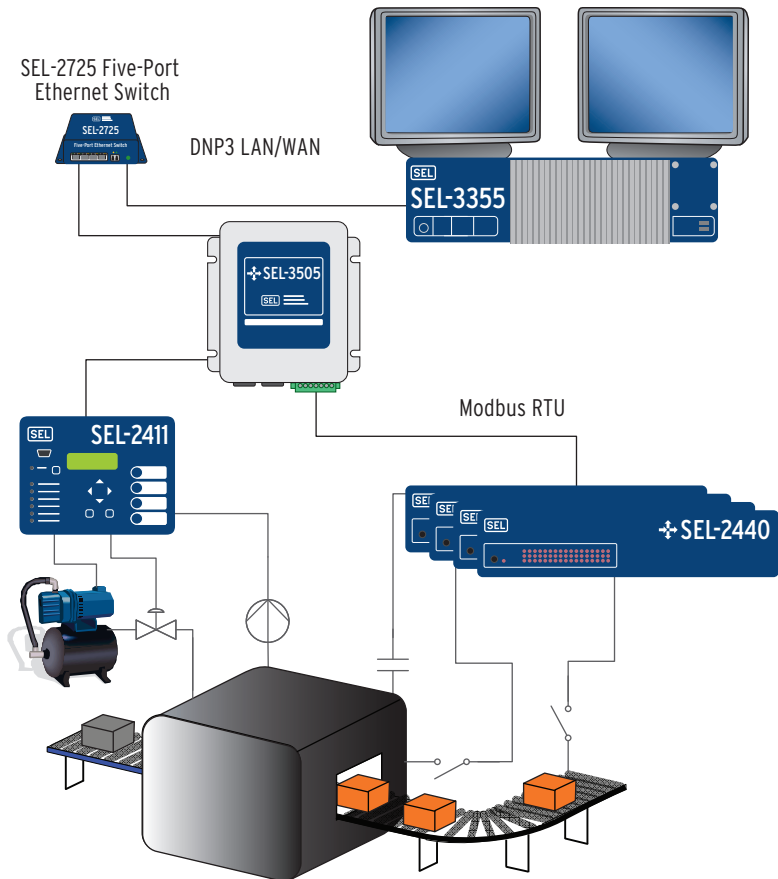 SEL-2725 Five-Port
Ethernet Switch
SEL
SEL-2725
Five-Port Ethernet Switch
DNP3 LAN/WAN
SEL
SEL-3355
SEL-3505
SEL
Modbus RTU
SEL
SEL-2411
SEL
SEL
SEL
SEL
SEL-2440